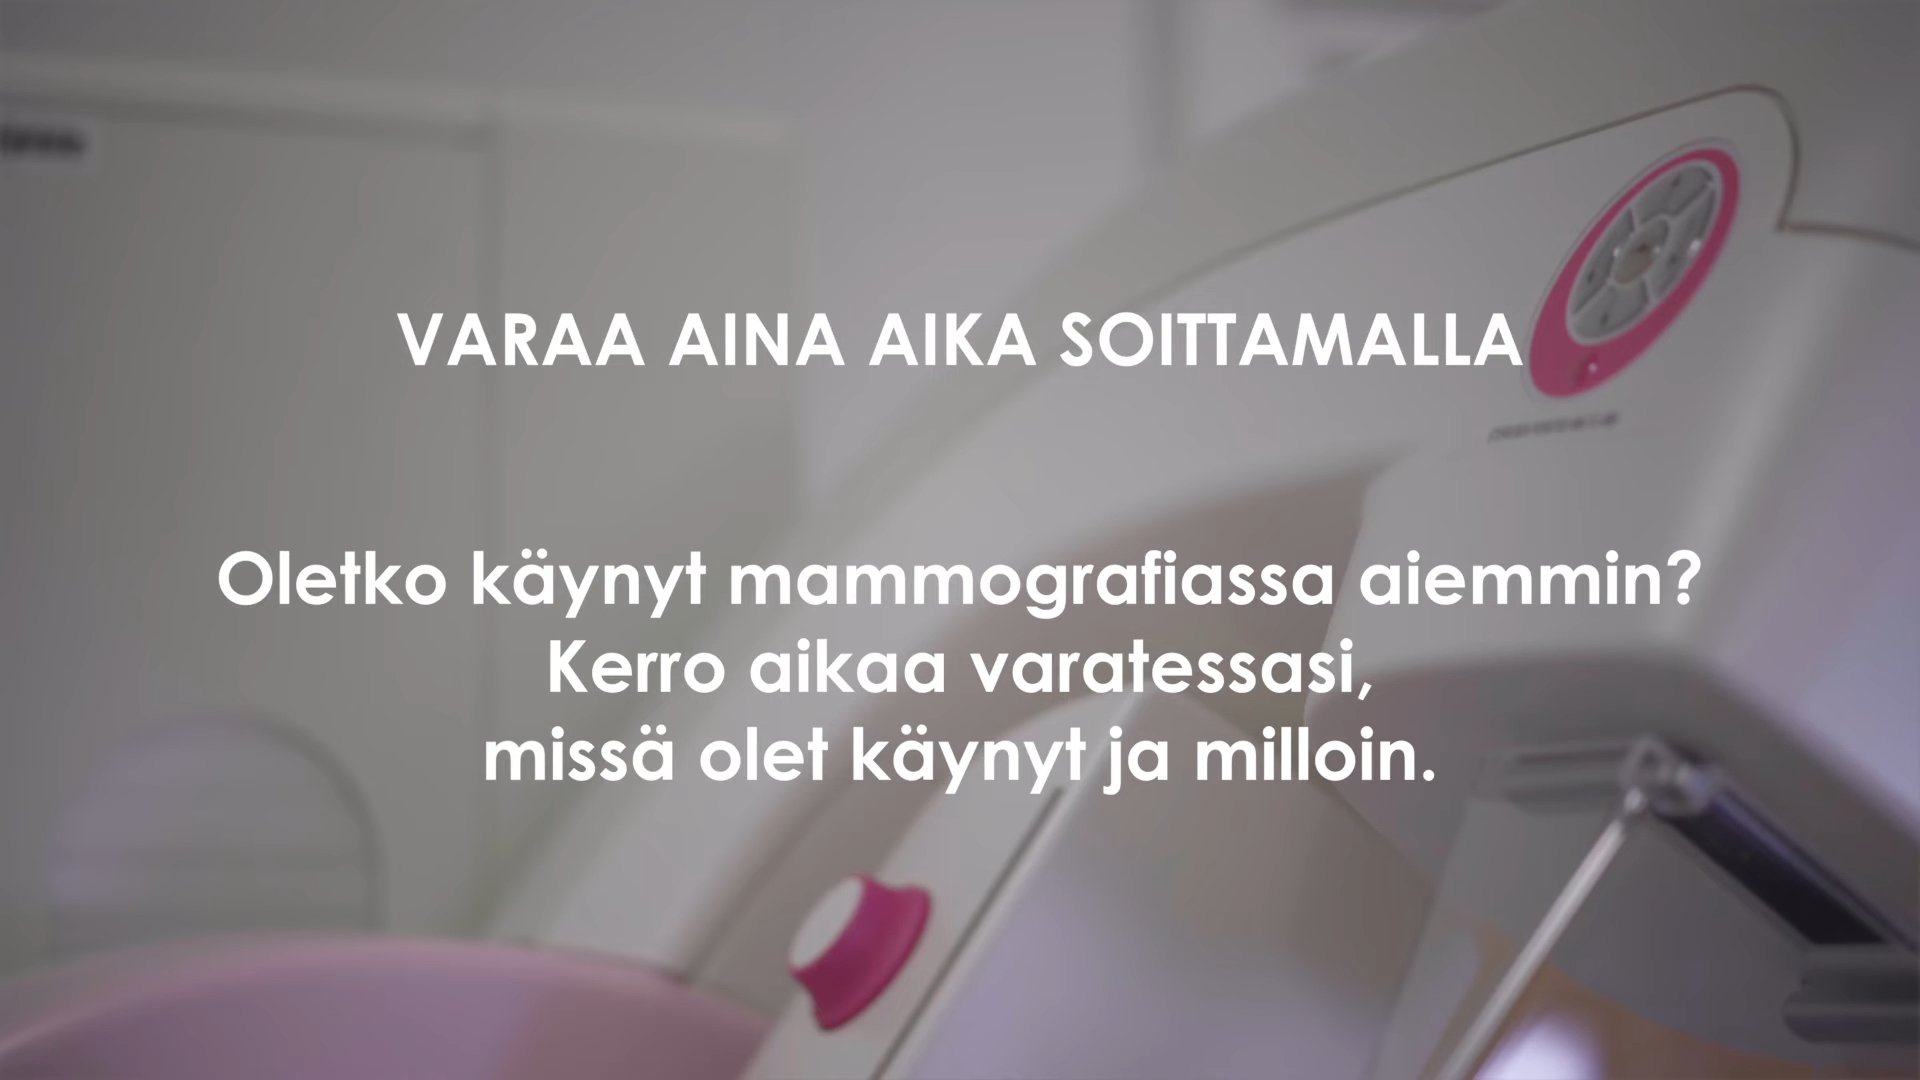 VARAA AINA AIKA SOITTAMALLA
Oletko käynyt mammografiassa aiemmin?
Kerro aikaa varatessasi,
missä olet käynyt ja milloin.